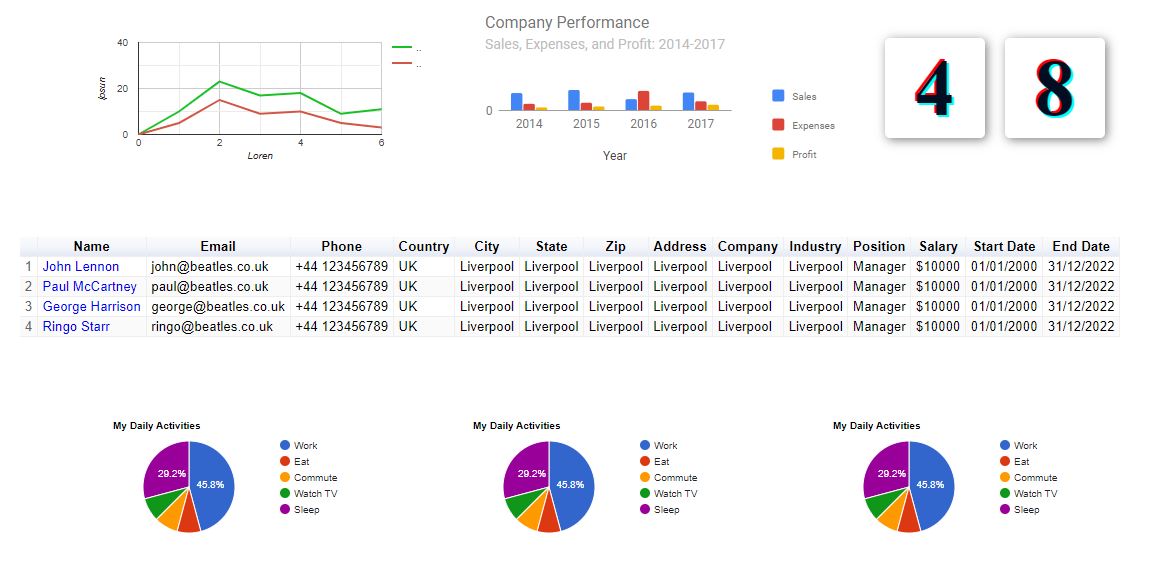 Company Performance
Sales, Expenses, and Profit: 2014-2017
40
20
0
Ipsun
0 2 4 6
Loren
..
..
0
2014 2015 2016 2017
Year
Sales
Expenses
Profit
4 8
Name Email Phone Country City State Zip Address Company Industry Position Salary Start Date End Date
1 John Lennon john@beatles.co.uk +44 123456789 UK Liverpool Liverpool Liverpool Liverpool Liverpool Liverpool Manager $10000 01/01/2000 31/12/2022
2 Paul McCartney paul@beatles.co.uk +44 123456789 UK Liverpool Liverpool Liverpool Liverpool Liverpool Liverpool Manager $10000 01/01/2000 31/12/2022
3 George Harrison george@beatles.co.uk +44 123456789 UK Liverpool Liverpool Liverpool Liverpool Liverpool Liverpool Manager $10000 01/01/2000 31/12/2022
4 Ringo Starr ringo@beatles.co.uk +44 123456789 UK Liverpool Liverpool Liverpool Liverpool Liverpool Liverpool Manager $10000 01/01/2000 31/12/2022
My Daily Activities
29.2%
45.8%
Work
Eat
Commute
Watch TV
Sleep
My Daily Activities
29.2%
45.8%
Work
Eat
Commute
Watch TV
Sleep
My Daily Activities
29.2%
45.8%
Work
Eat
Commute
Watch TV
Sleep